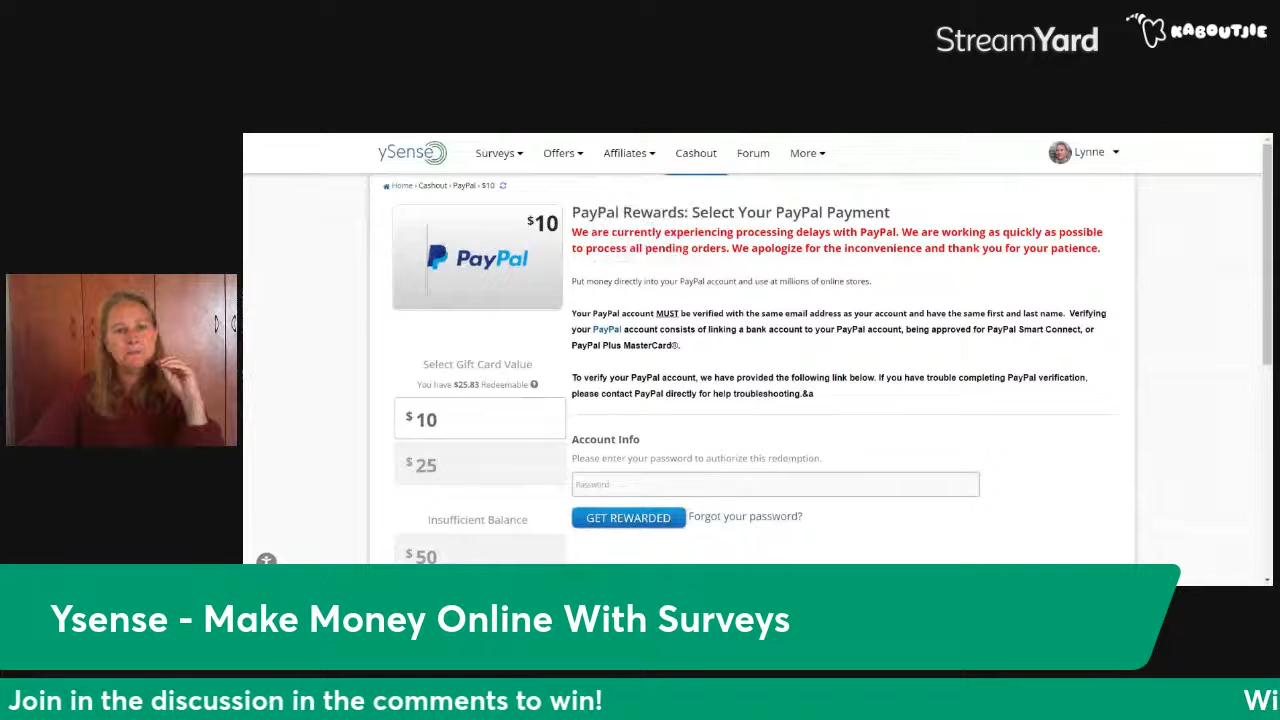 StreamYard
KABOUTJIE
ySense
Surveys
Offers
Affiliates
Cashout
Forum
More
Lynne
Home › Cashout › PayPal › $10
$10
PayPal
PayPal Rewards: Select Your PayPal Payment
We are currently experiencing processing delays with PayPal. We are working as quickly as possible
to process all pending orders. We apologize for the inconvenience and thank you for your patience.
Put money directly into your PayPal account and use at millions of online stores.
Your PayPal account MUST be verified with the same email address as your account and have the same first and last name. Verifying
your PayPal account consists of linking a bank account to your PayPal account, being approved for PayPal Smart Connect, or
PayPal Plus MasterCard®.
To verify your PayPal account, we have provided the following link below. If you have trouble completing PayPal verification,
please contact PayPal directly for help troubleshooting.&a
Select Gift Card Value
You have $25.83 Redeemable
$10
$25
Insufficient Balance
$50
Account Info
Please enter your password to authorize this redemption.
Password
GET REWARDED
Forgot your password?
Ysense - Make Money Online With Surveys
Join in the discussion in the comments to win!
Wi